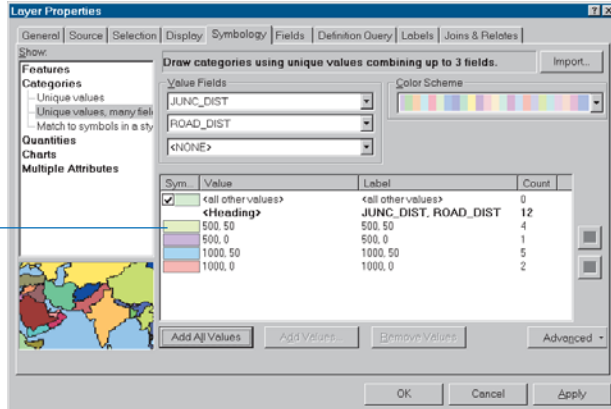 Layer Properties
General Source Selection Display Symbology Fields Definition Query Labels Joins & Relates
Show:
Features
Categories
Unique values
Unique values, many fiel
Match to symbols in a sty
Quantities
Charts
Multiple Attributes
Draw categories using unique values combining up to 3 fields.
Import...
Value Fields
JUNC_DIST
ROAD_DIST
<NONE>
Color Scheme
Sym... Value Label Count
<all other values> <all other values> 0
<Heading> JUNC_DIST, ROAD_DIST 12
500, 50 500, 50 4
500, 0 500, 0 1
1000, 50 1000, 50 5
1000, 0 1000, 0 2
Add All Values Add Values... Remove Values Advanced
OK Cancel Apply